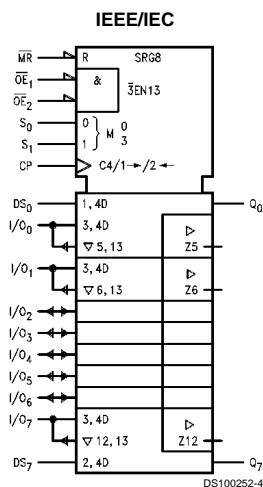 IEEE/IEC
MR R SRG8
OE1 &
OE2 3EN13
S0 0 M 0
S1 1 3
CP C4/1→/2←
DS0 1,4D Q0
I/O0 3,4D ▷
▽5,13 Z5
I/O1 3,4D ▷
▽6,13 Z6
I/O2
I/O3
I/O4
I/O5
I/O6
I/O7 3,4D ▷
▽12,13 Z12
DS7 2,4D Q7
DS100252-4